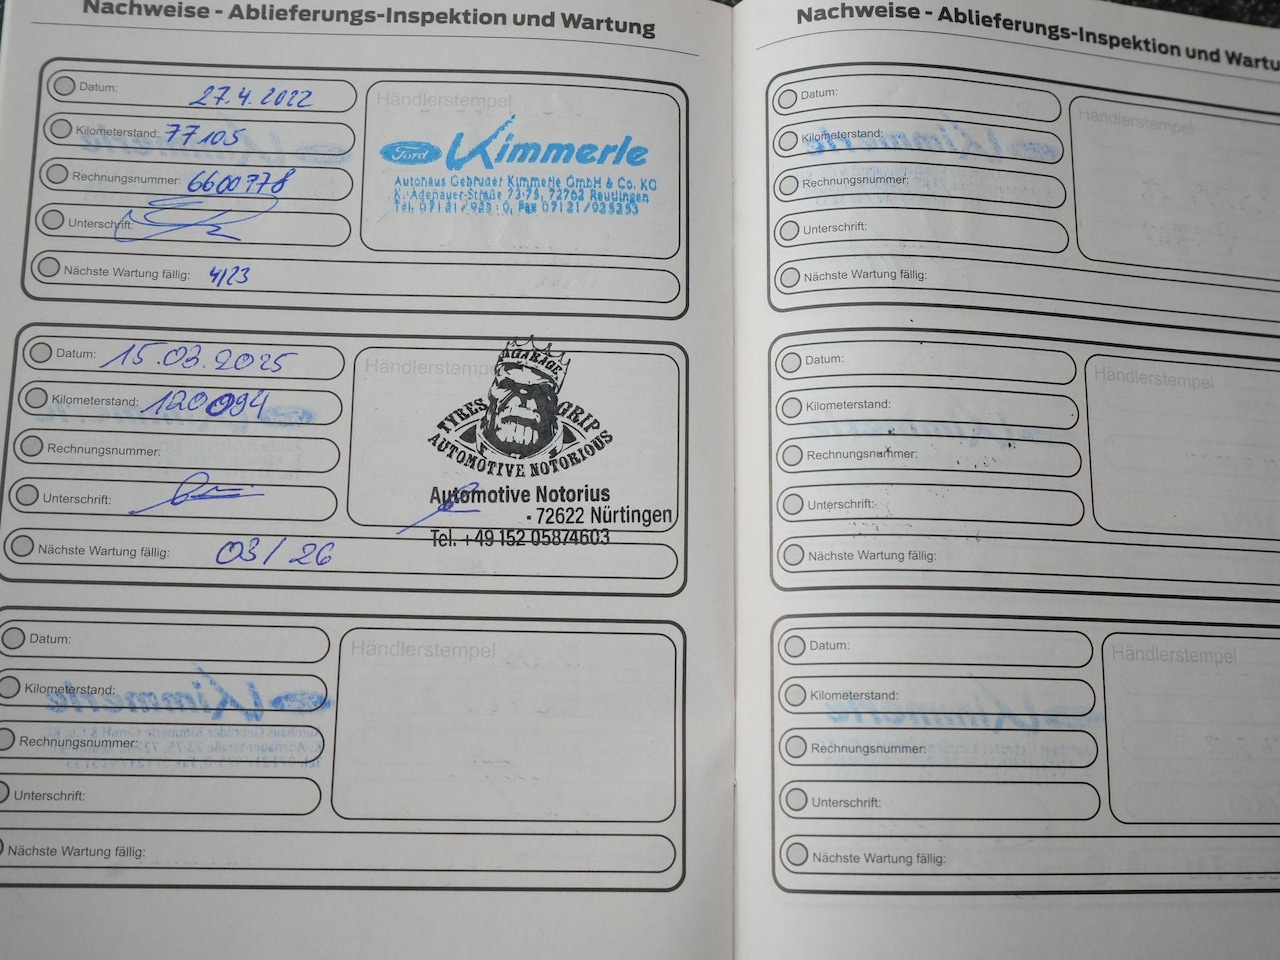 Nachweise - Ablieferungs-Inspektion und Wartung
Datum: 27.4.2022
Kilometerstand: 77105
Rechnungsnummer: 6600778
Unterschrift:
Nächste Wartung fällig: 4/23
Händlerstempel
Ford Kimmerle
Autohaus Gebrüder Kimmerle GmbH & Co. KG
K.-Adenauer-Straße 73-75, 72762 Reutlingen
Datum: 15.03.2025
Kilometerstand: 120094
Rechnungsnummer:
Unterschrift:
Nächste Wartung fällig: 03/26
Händlerstempel
GARAGE
TYRES GRIP
AUTOMOTIVE NOTORIOUS
Automotive Notorius
- 72622 Nürtingen
Tel. +49 152 05874603
Datum:
Kilometerstand:
Rechnungsnummer:
Unterschrift:
Nächste Wartung fällig:
Händlerstempel
Nachweise - Ablieferungs-Inspektion und Wartu
Datum:
Kilometerstand:
Rechnungsnummer:
Unterschrift:
Nächste Wartung fällig:
Händlerstempel
Datum:
Kilometerstand:
Rechnungsnummer:
Unterschrift:
Nächste Wartung fällig:
Händlerstempel
Datum:
Kilometerstand:
Rechnungsnummer:
Unterschrift:
Nächste Wartung fällig:
Händlerstempel